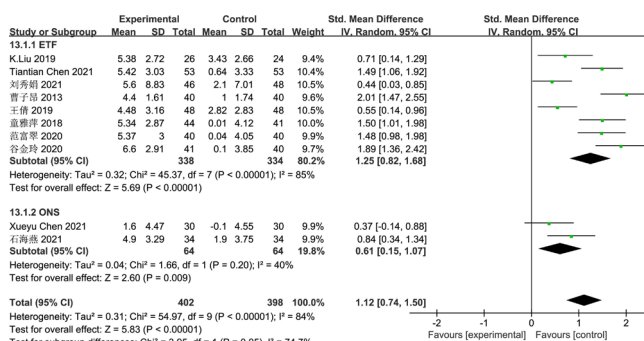 Experimental Control Std. Mean Difference Std. Mean Difference
Study or Subgroup Mean SD Total Mean SD Total Weight IV, Random, 95% CI IV, Random, 95% CI
13.1.1 ETF
K.Liu 2019 5.38 2.72 26 3.43 2.66 24 9.4% 0.71 [0.14, 1.29]
Tiantian Chen 2021 5.42 3.03 53 0.64 3.33 53 10.5% 1.49 [1.06, 1.92]
刘秀娟 2021 5.6 8.83 46 2.1 7.01 48 10.6% 0.44 [0.03, 0.85]
曹子昂 2013 4.4 1.61 40 1 1.74 40 9.6% 2.01 [1.47, 2.55]
王倩 2019 4.48 3.16 48 2.82 2.83 48 10.6% 0.55 [0.14, 0.96]
童雅萍 2018 5.34 2.87 44 0.01 4.12 41 10.1% 1.50 [1.01, 1.98]
范富翠 2020 5.37 3 40 0.04 4.05 40 10.0% 1.48 [0.98, 1.98]
谷金玲 2020 6.6 2.91 41 0.1 3.85 40 9.7% 1.89 [1.36, 2.42]
Subtotal (95% CI) 338 334 80.2% 1.25 [0.82, 1.68]
Heterogeneity: Tau² = 0.32; Chi² = 45.37, df = 7 (P < 0.00001); I² = 85%
Test for overall effect: Z = 5.69 (P < 0.00001)
13.1.2 ONS
Xueyu Chen 2021 1.6 4.47 30 -0.1 4.55 30 9.9% 0.37 [-0.14, 0.88]
石海燕 2021 4.9 3.29 34 1.9 3.75 34 10.0% 0.84 [0.34, 1.34]
Subtotal (95% CI) 64 64 19.8% 0.61 [0.15, 1.07]
Heterogeneity: Tau² = 0.04; Chi² = 1.66, df = 1 (P = 0.20); I² = 40%
Test for overall effect: Z = 2.60 (P = 0.009)
Total (95% CI) 402 398 100.0% 1.12 [0.74, 1.50]
Heterogeneity: Tau² = 0.31; Chi² = 54.97, df = 9 (P < 0.00001); I² = 84%
Test for overall effect: Z = 5.83 (P < 0.00001)
-2 -1 0 1 2
Favours [experimental] Favours [control]